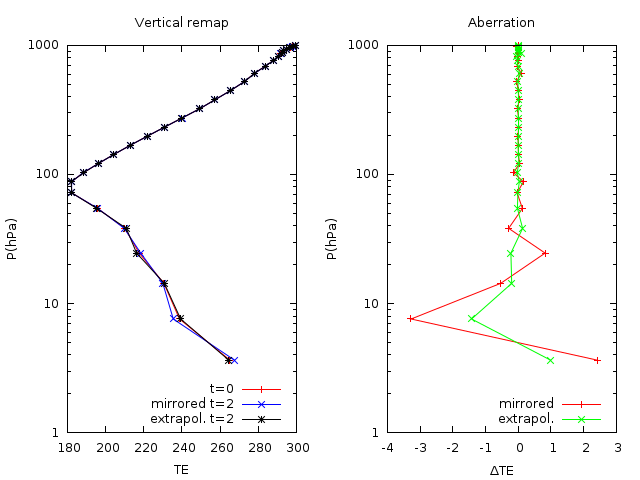 Vertical remap
1000
100
10
1
P(hPa)
t=0
mirrored t=2
extrapol. t=2
180 200 220 240 260 280 300
TE
Aberration
1000
100
10
1
P(hPa)
mirrored
extrapol.
-4 -3 -2 -1 0 1 2 3
ΔTE